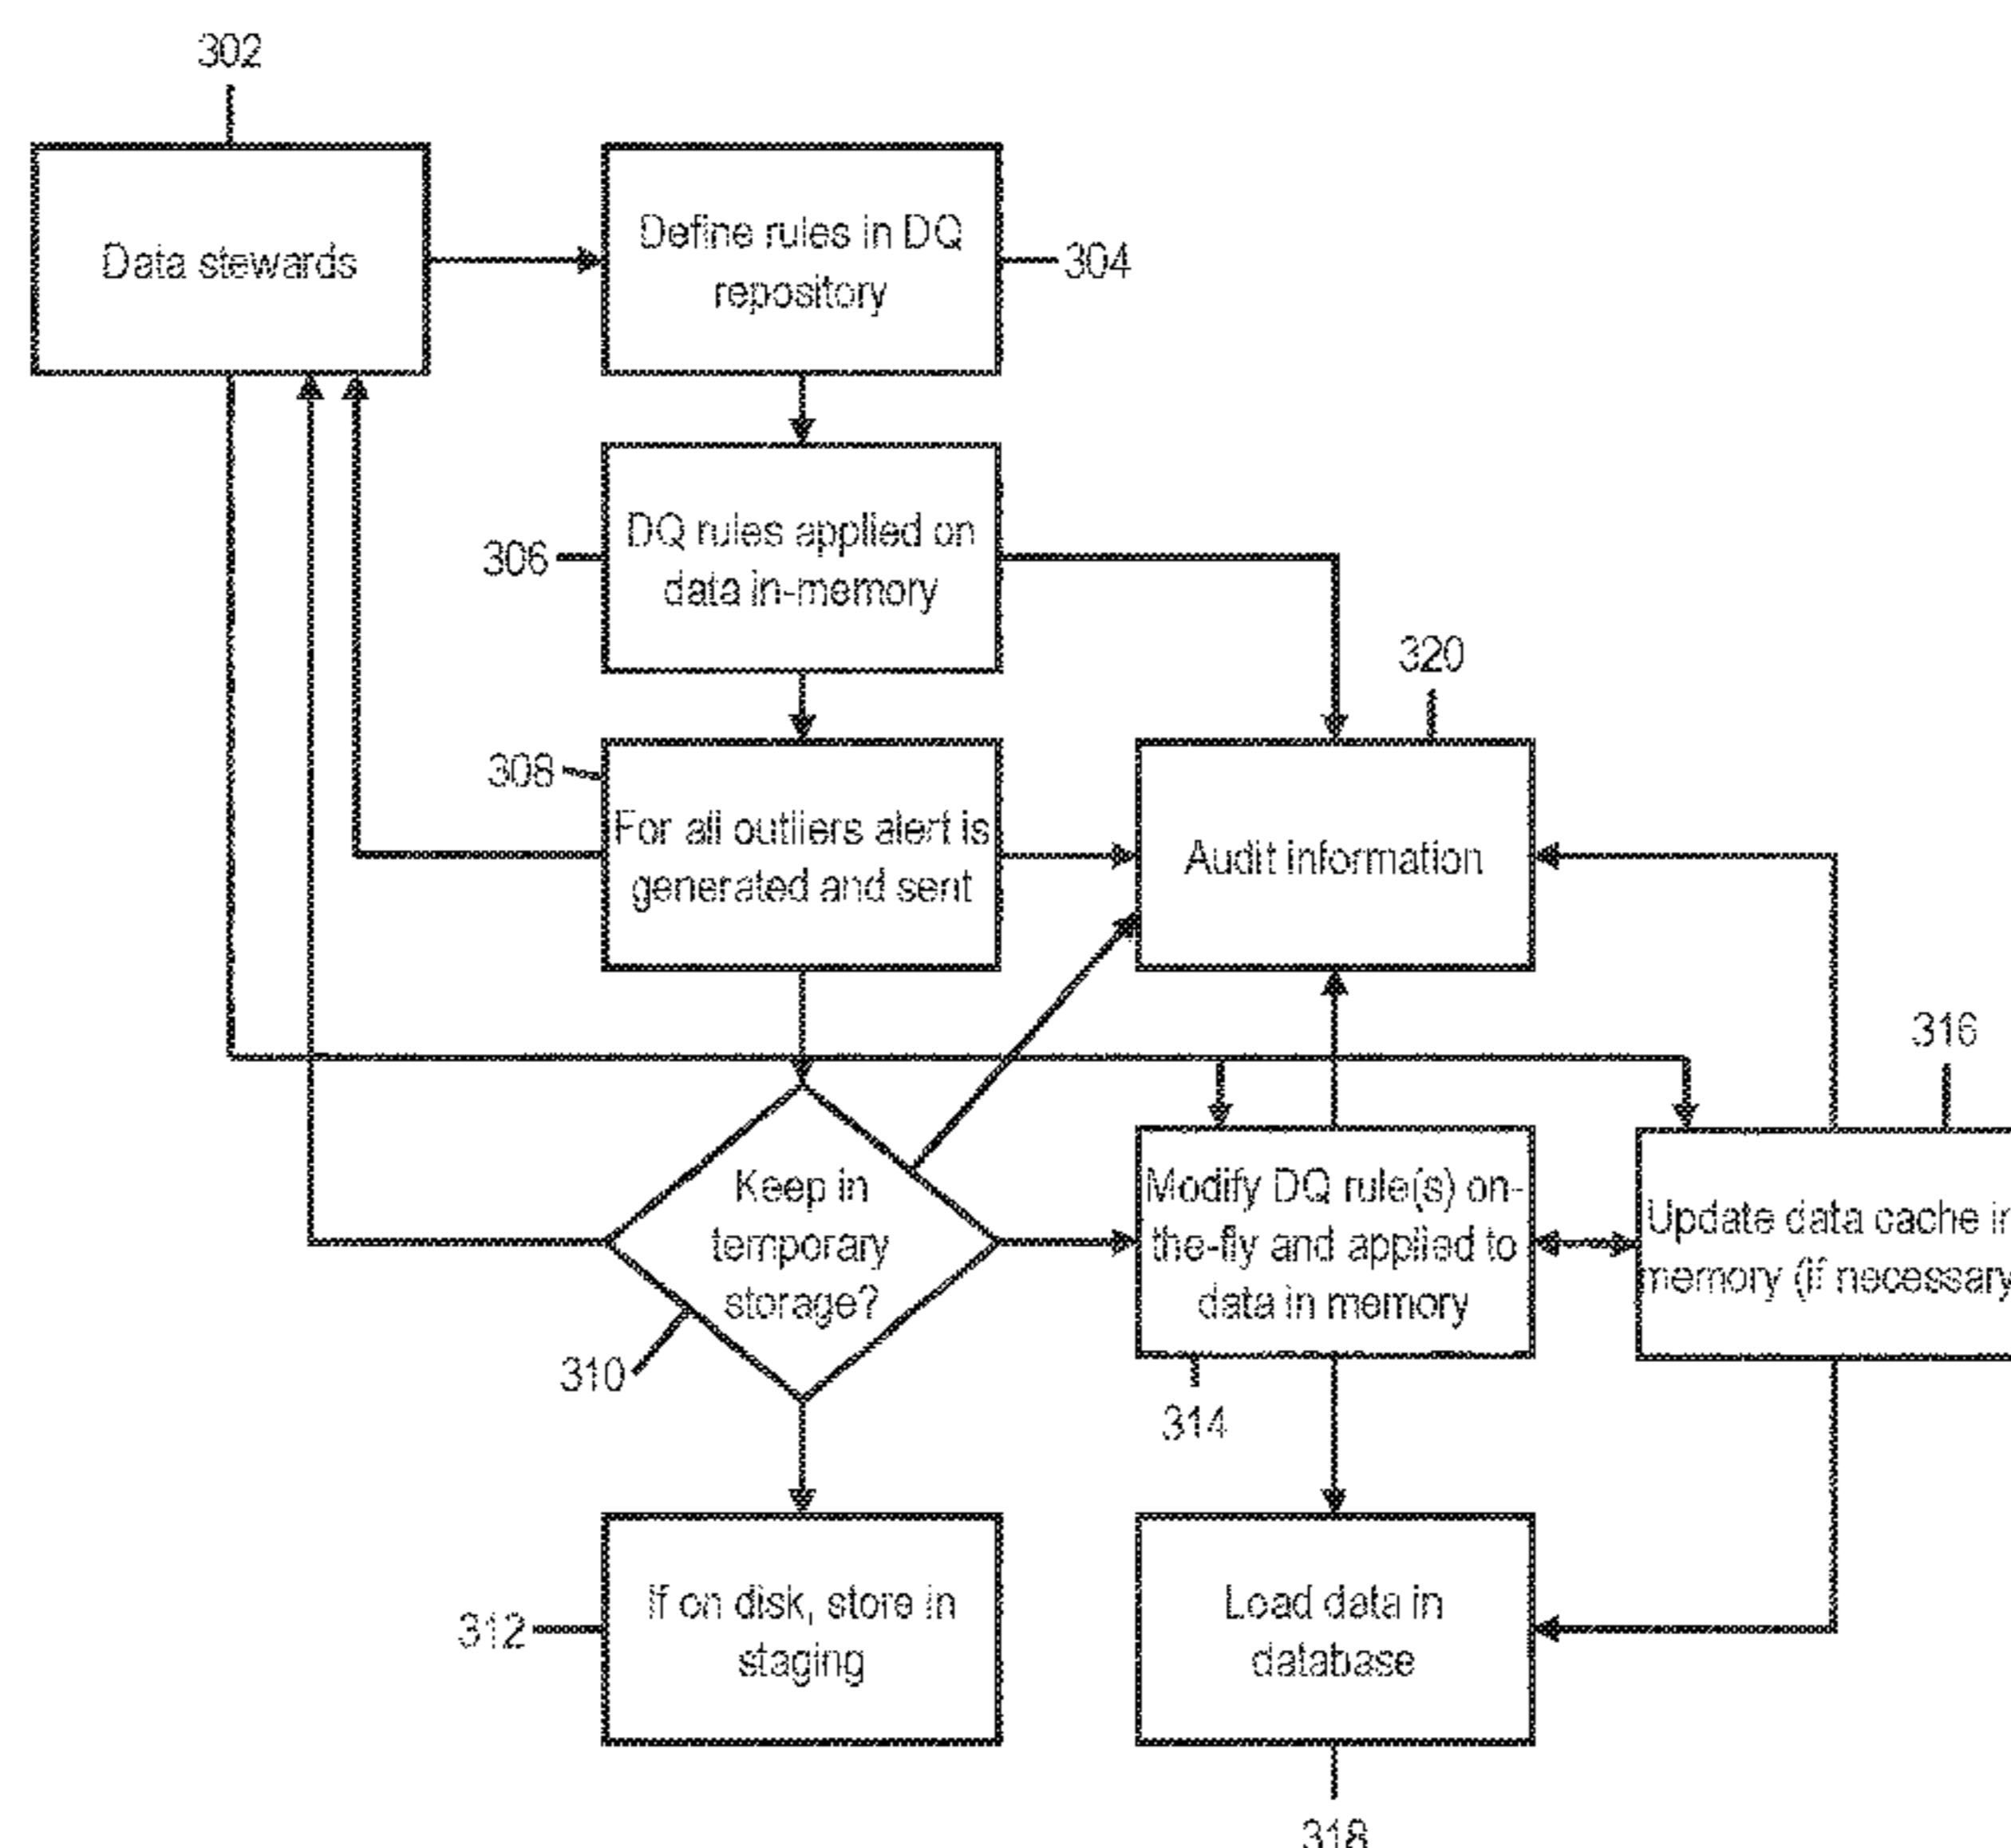 302
Data stewards
Define rules in DQ
repository
304
306
DQ rules applied on
data in-memory
320
308
For all outliers alert is
generated and sent
Audit information
316
Keep in
temporary
storage?
310
Modify DQ rule(s) on-
the-fly and applied to
data in memory
314
Update data cache in
memory (if necessary
312
If on disk, store in
staging
Load data in
database
318